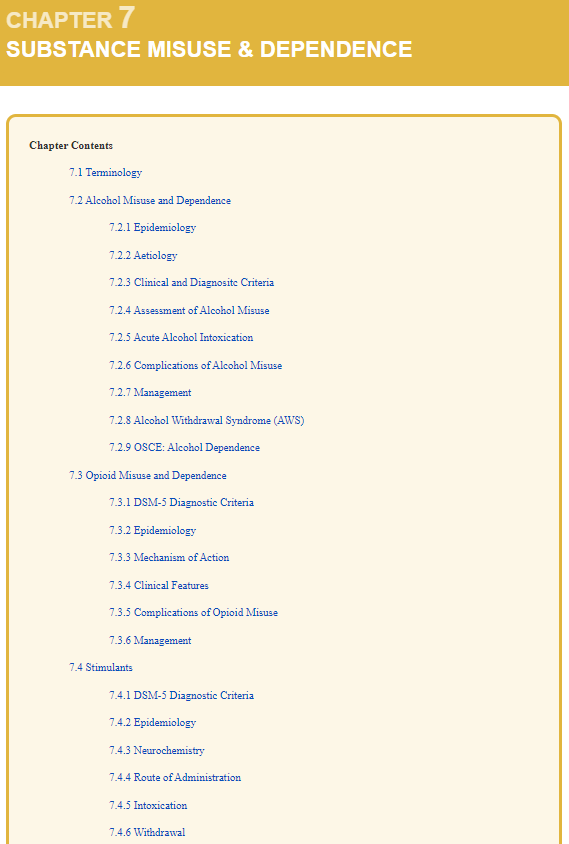 CHAPTER 7
SUBSTANCE MISUSE & DEPENDENCE
Chapter Contents
7.1 Terminology
7.2 Alcohol Misuse and Dependence
7.2.1 Epidemiology
7.2.2 Aetiology
7.2.3 Clinical and Diagnositc Criteria
7.2.4 Assessment of Alcohol Misuse
7.2.5 Acute Alcohol Intoxication
7.2.6 Complications of Alcohol Misuse
7.2.7 Management
7.2.8 Alcohol Withdrawal Syndrome (AWS)
7.2.9 OSCE: Alcohol Dependence
7.3 Opioid Misuse and Dependence
7.3.1 DSM-5 Diagnostic Criteria
7.3.2 Epidemiology
7.3.3 Mechanism of Action
7.3.4 Clinical Features
7.3.5 Complications of Opioid Misuse
7.3.6 Management
7.4 Stimulants
7.4.1 DSM-5 Diagnostic Criteria
7.4.2 Epidemiology
7.4.3 Neurochemistry
7.4.4 Route of Administration
7.4.5 Intoxication
7.4.6 Withdrawal